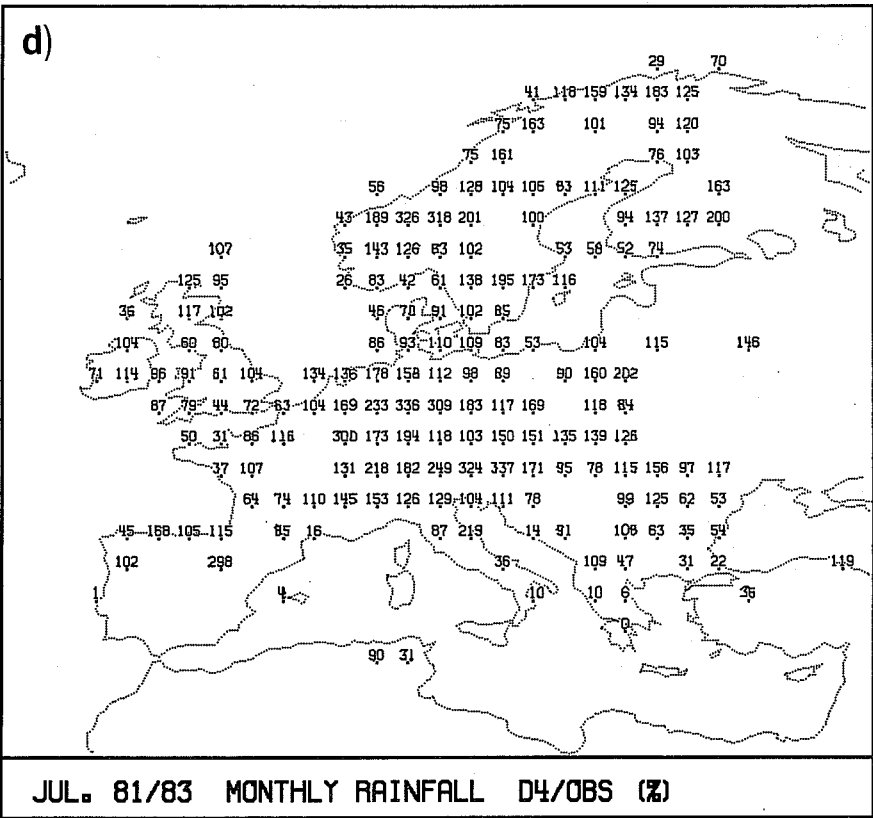 d)
29 70
41 118 159 134 183 125
75 163 101 94 120
75 161 76 103
56 98 128 104 106 83 111 125 163
43 189 326 318 201 100 94 137 127 200
107 35 143 126 63 102 53 58 52 74
125 95 26 83 42 61 138 195 173 116
36 117 102 46 70 91 102 85
104 60 80 86 93 110 109 83 53 104 115 146
71 114 86 91 61 104 134 136 178 158 112 98 89 90 160 202
87 79 44 72 63 104 169 233 336 309 183 117 169 118 84
50 31 86 116 300 173 194 118 103 150 151 135 139 126
37 107 131 218 182 249 324 337 171 95 78 115 156 97 117
64 74 110 145 153 126 129 104 111 78 99 125 62 53
45 168 105 115 85 16 87 219 14 91 106 63 35 54
102 298 36 109 47 31 22 119
1 4 10 10 6 36
0
90 31
JUL. 81/83 MONTHLY RAINFALL D4/OBS (%)